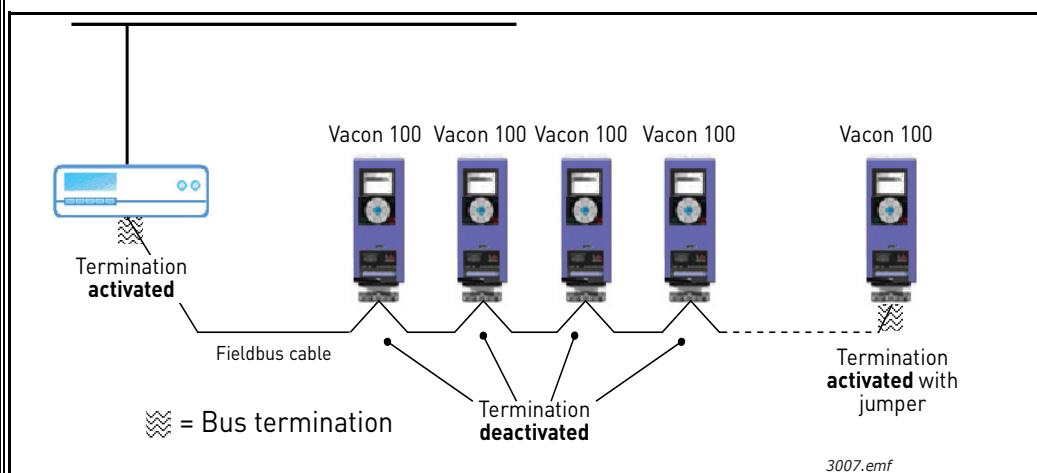 Vacon 100 Vacon 100 Vacon 100 Vacon 100 Vacon 100
Termination
activated
Fieldbus cable
Termination
deactivated
Termination
activated with
jumper
= Bus termination
3007.emf